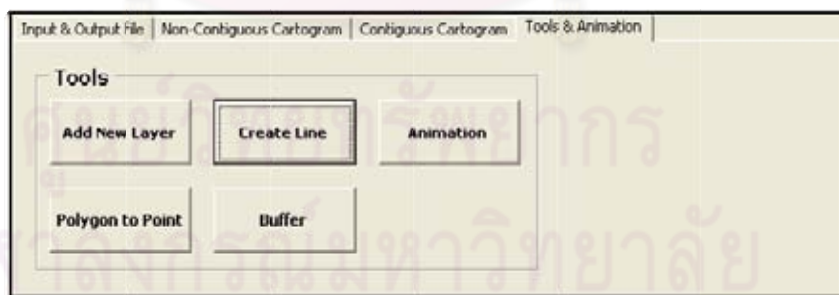 Input & Output File Non-Contiguous Cartogram Contiguous Cartogram Tools & Animation
Tools
Add New Layer Create Line Animation
ศูนย์วิทยทรัพยากร
Polygon to Point Buffer
จุฬาลงกรณ์มหาวิทยาลัย